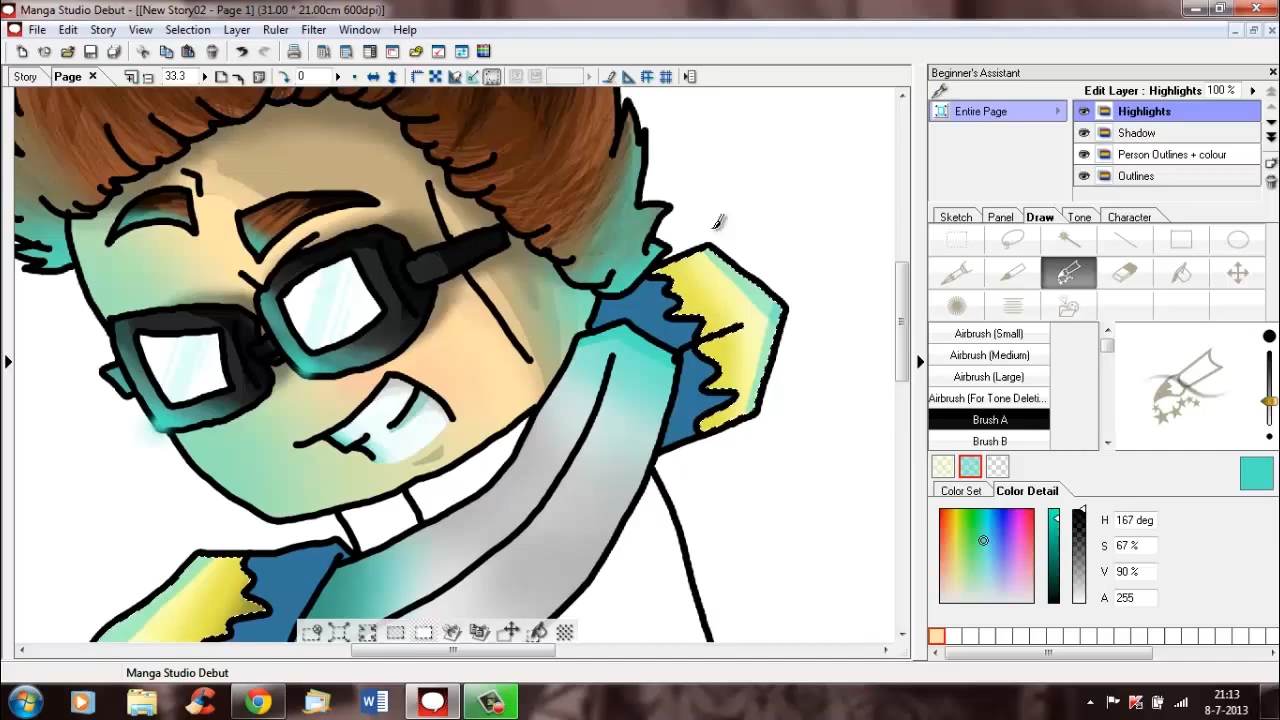 Manga Studio Debut - [[New Story02 - Page 1] (31.00 * 21.00cm 600dpi)]
File Edit Story View Selection Layer Ruler Filter Window Help
Story Page 33.3 0
Beginner's Assistant
Edit Layer : Highlights 100 %
Entire Page
Highlights
Shadow
Person Outlines + colour
Outlines
Sketch Panel Draw Tone Character
Airbrush (Small)
Airbrush (Medium)
Airbrush (Large)
Airbrush (For Tone Deleti...
Brush A
Brush B
Color Set Color Detail
H 167 deg
S 67 %
V 90 %
A 255
Manga Studio Debut
21:13
8-7-2013